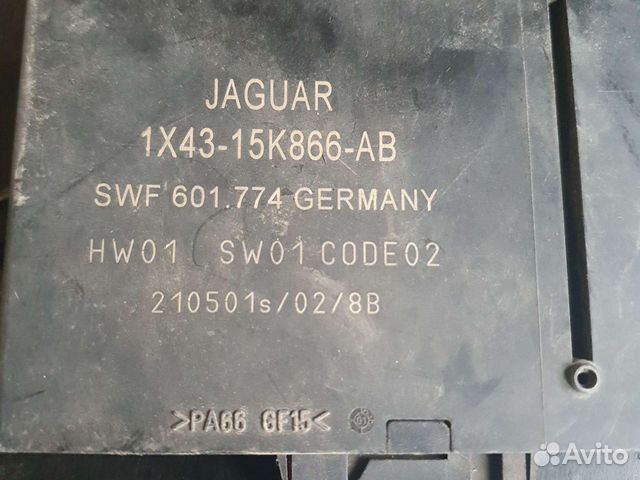 JAGUAR
1X43-15K866-AB
SWF 601.774 GERMANY
HW01 SW01 CODE02
210501s/02/8B
>PA66 GF15<
Avito